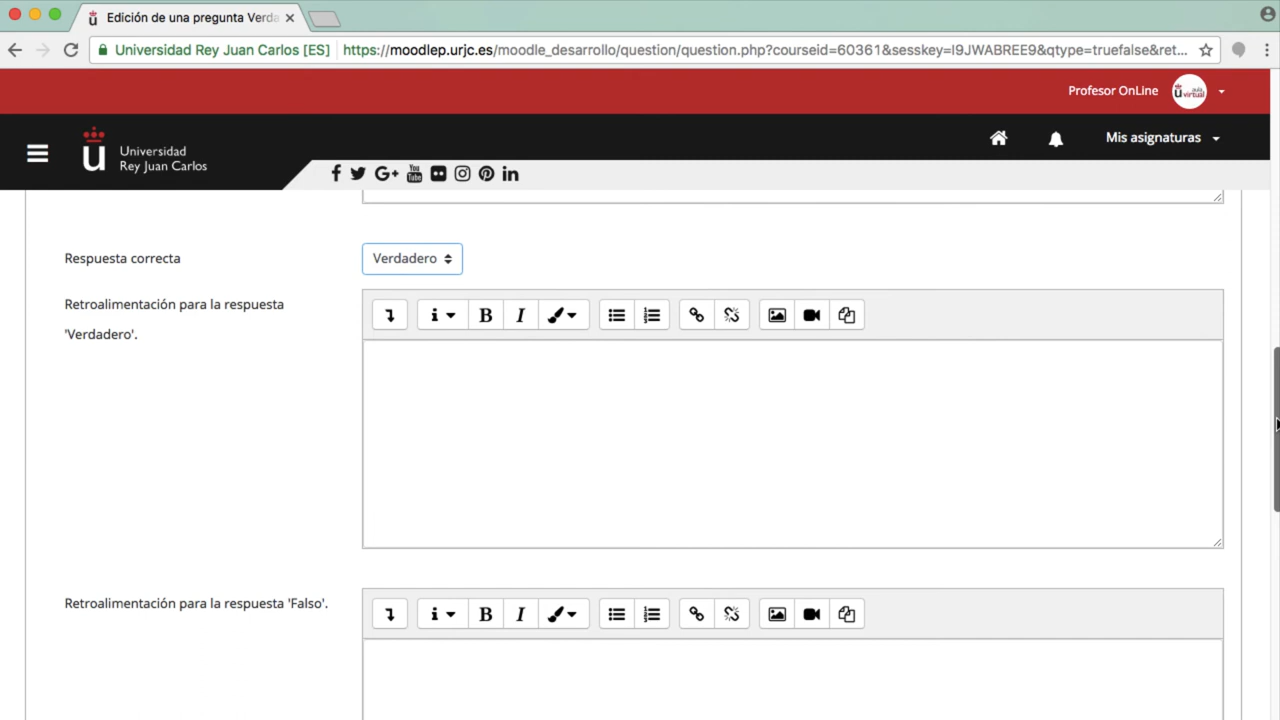 Edición de una pregunta Verda
Universidad Rey Juan Carlos [ES]
https://moodlep.urjc.es/moodle_desarrollo/question/question.php?courseid=60361&sesskey=I9JWABREE9&qtype=truefalse&ret...
Profesor OnLine
aula virtual
Universidad
Rey Juan Carlos
Mis asignaturas
Respuesta correcta
Verdadero
Retroalimentación para la respuesta
'Verdadero'.
Retroalimentación para la respuesta 'Falso'.